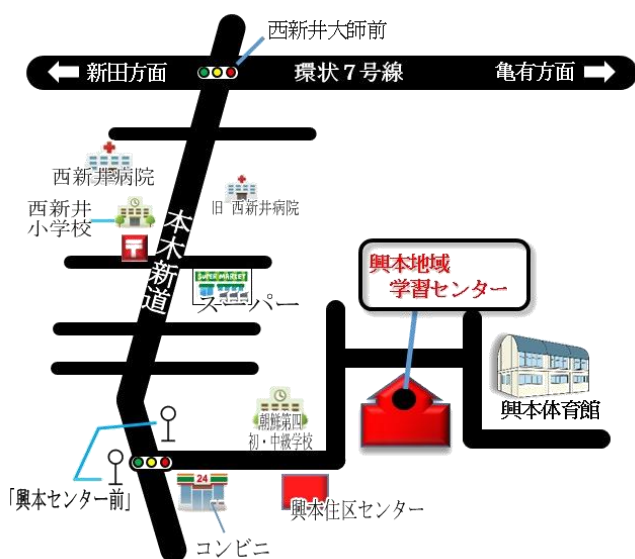 西新井大師前
新田方面
環状7号線
亀有方面
西新井病院
旧 西新井病院
西新井
小学校
〒
本木新道
SUPER MARKET
スーパー
興本地域
学習センター
興本体育館
朝鮮第四
初・中級学校
「興本センター前」
24
コンビニ
興本住区センター